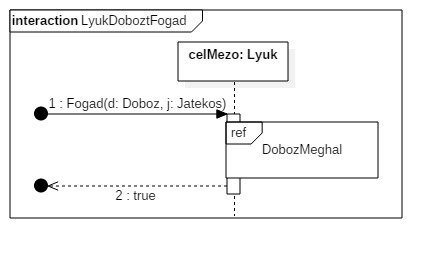 interaction LyukDoboztFogad
celMezo: Lyuk
1 : Fogad(d: Doboz, j: Jatekos)
ref
DobozMeghal
2 : true